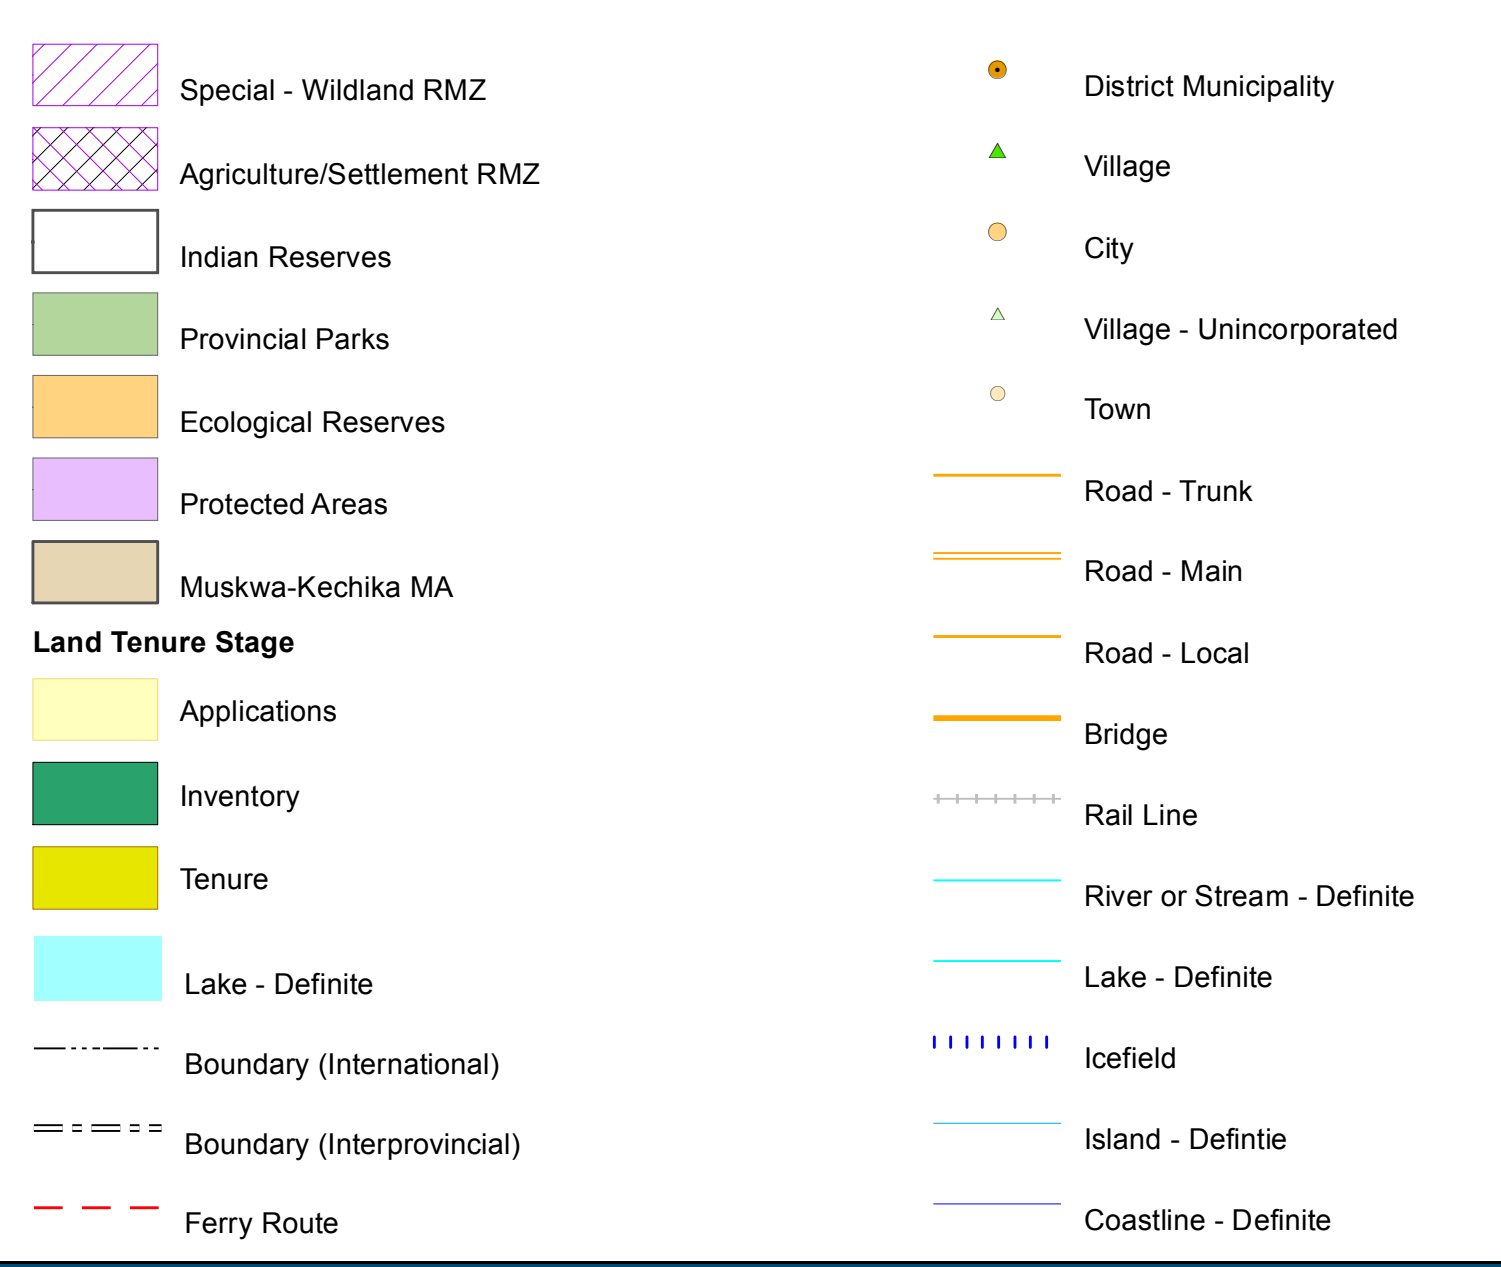 Special - Wildland RMZ
Agriculture/Settlement RMZ
Indian Reserves
Provincial Parks
Ecological Reserves
Protected Areas
Muskwa-Kechika MA
Land Tenure Stage
Applications
Inventory
Tenure
Lake - Definite
Boundary (International)
Boundary (Interprovincial)
Ferry Route
District Municipality
Village
City
Village - Unincorporated
Town
Road - Trunk
Road - Main
Road - Local
Bridge
Rail Line
River or Stream - Definite
Lake - Definite
Icefield
Island - Defintie
Coastline - Definite